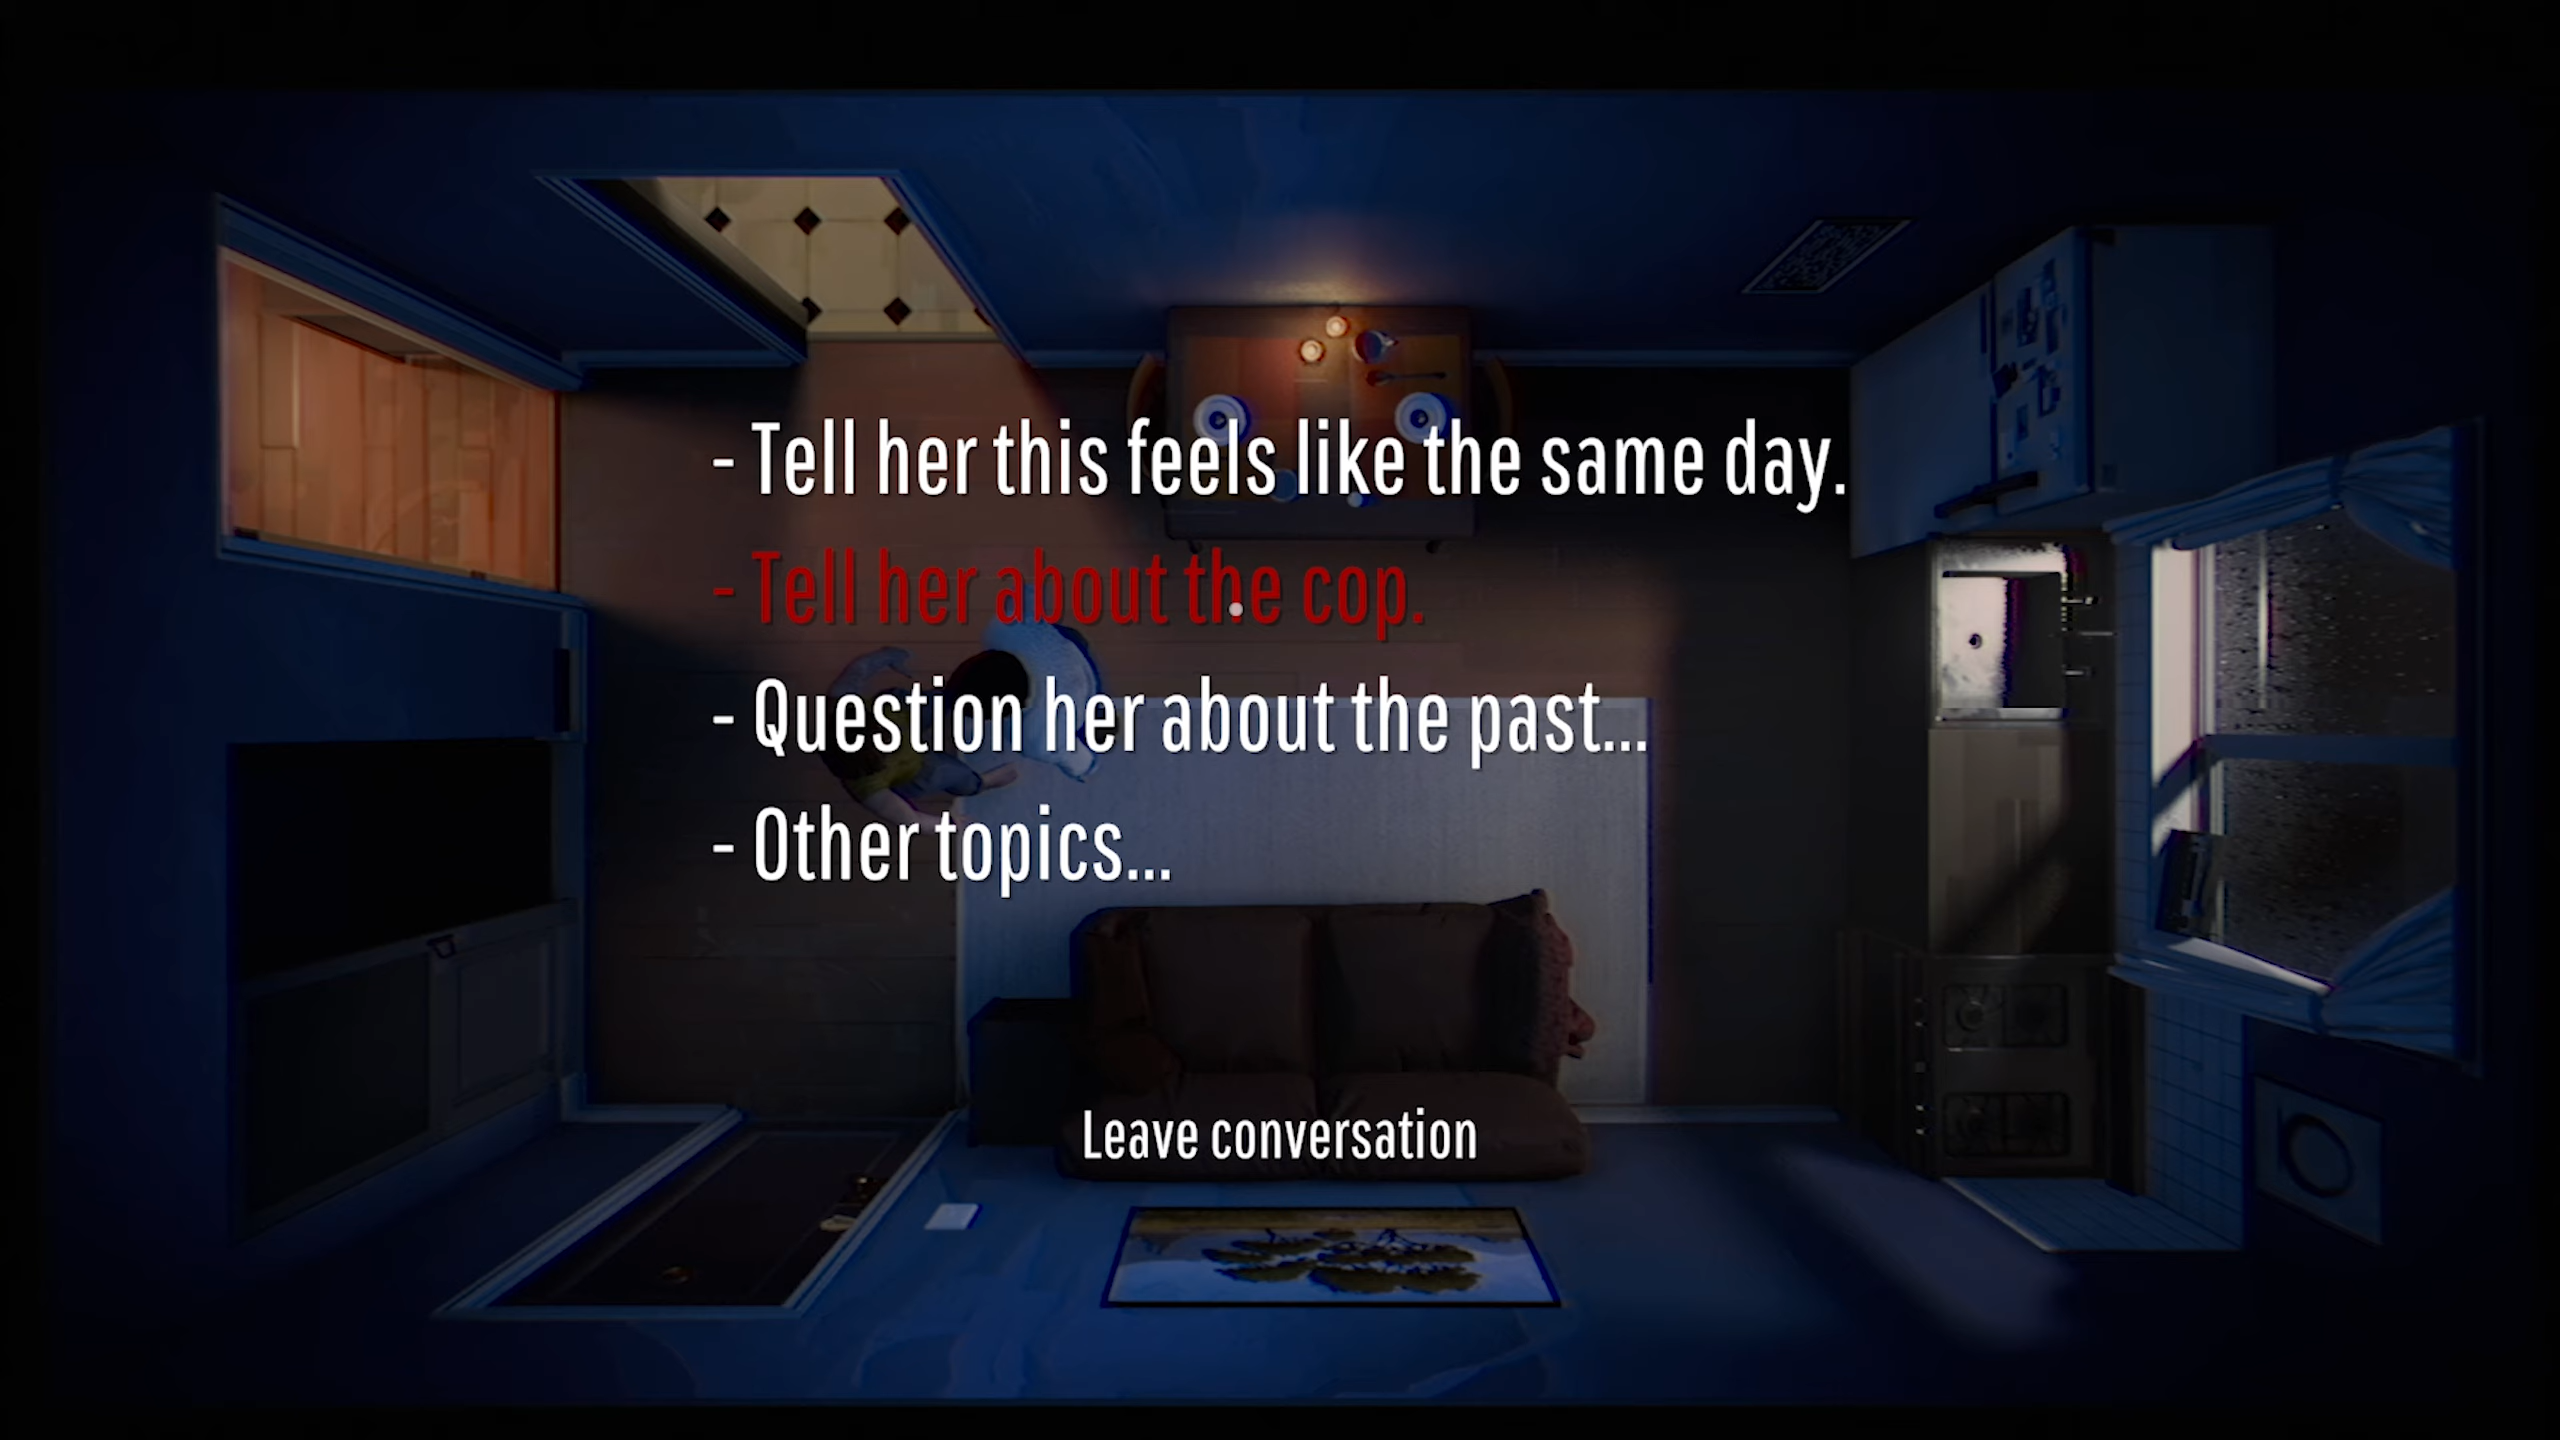 - Tell her this feels like the same day.
- Tell her about the cop.
- Question her about the past...
- Other topics...
Leave conversation